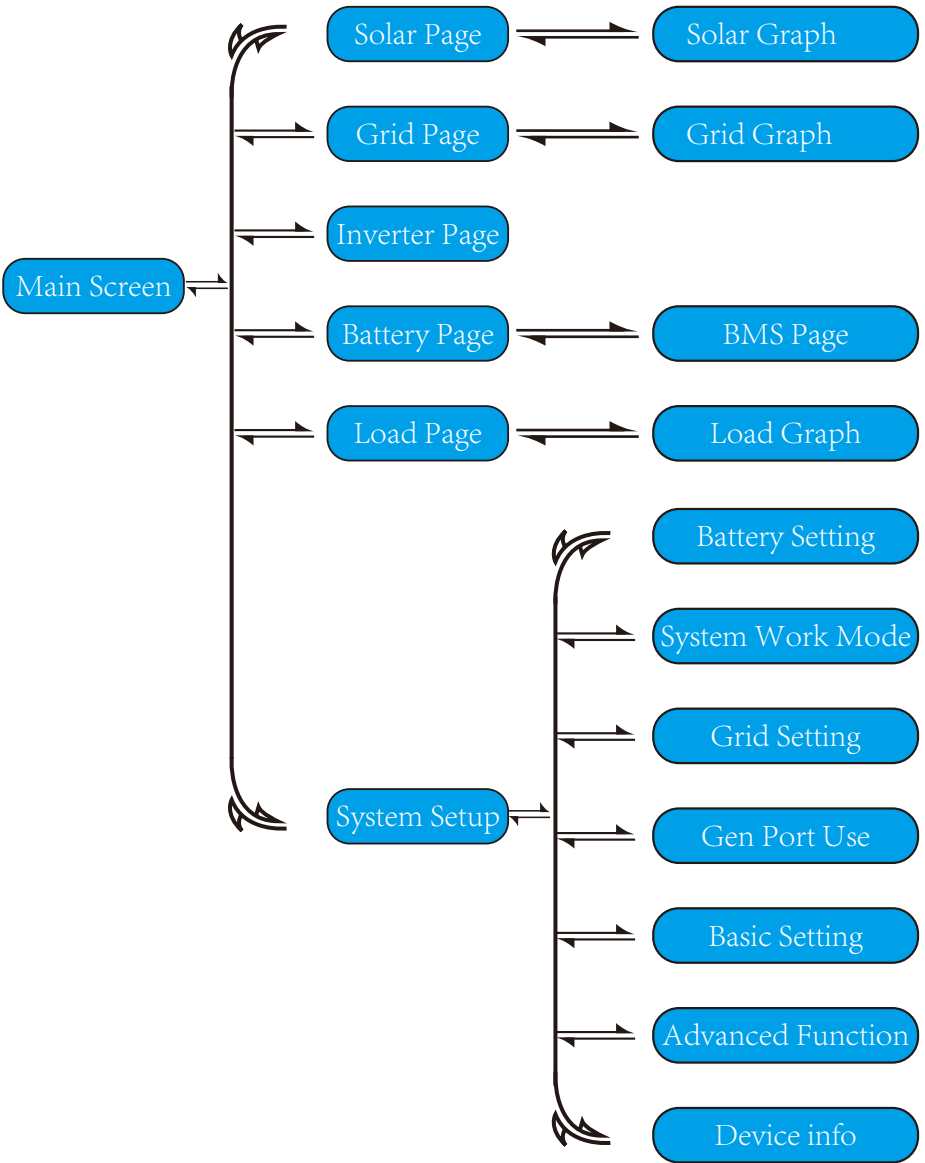 Solar Page
Solar Graph
Grid Page
Grid Graph
Inverter Page
Main Screen
Battery Page
BMS Page
Load Page
Load Graph
Battery Setting
System Work Mode
Grid Setting
System Setup
Gen Port Use
Basic Setting
Advanced Function
Device info